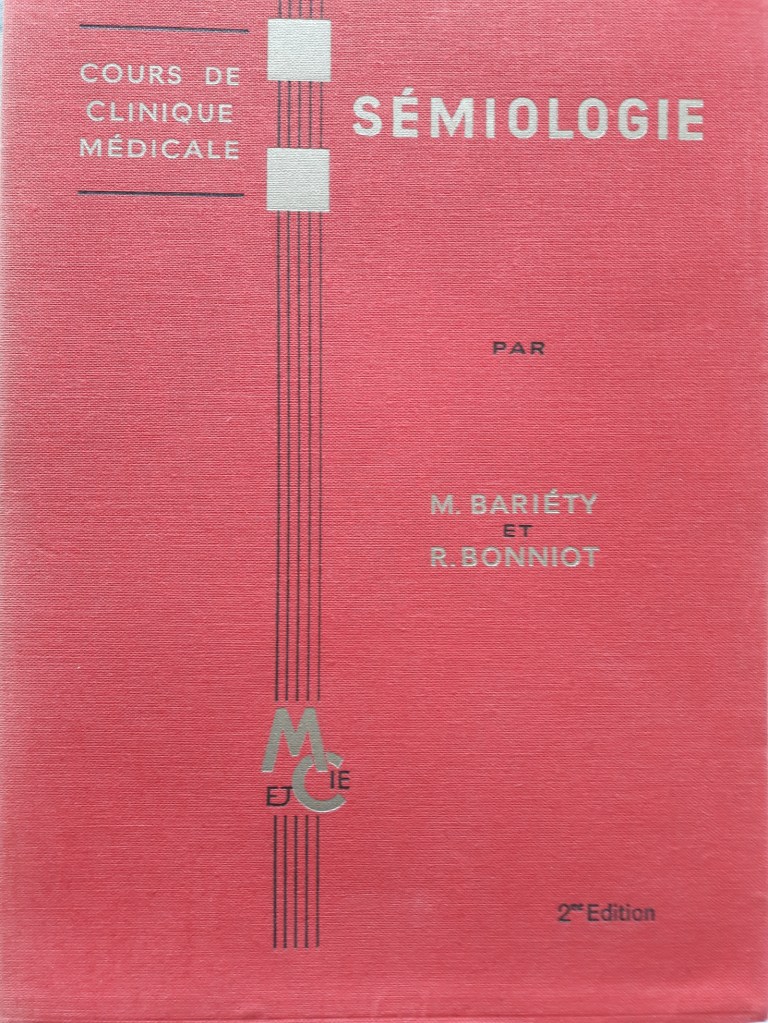 COURS DE
CLINIQUE
MÉDICALE
SÉMIOLOGIE
PAR
M. BARIÉTY
ET
R. BONNIOT
M
ET CIE
2me Edition